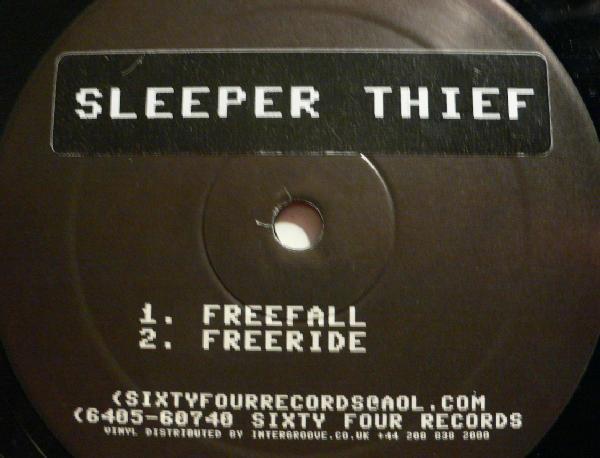 SLEEPER THIEF
1. FREEFALL
2. FREERIDE
(SIXTYFOURRECORDS@AOL.COM
(6405-60740 SIXTY FOUR RECORDS
VINYL DISTRIBUTED BY INTERGROOVE.CO.UK +44 208 838 2000